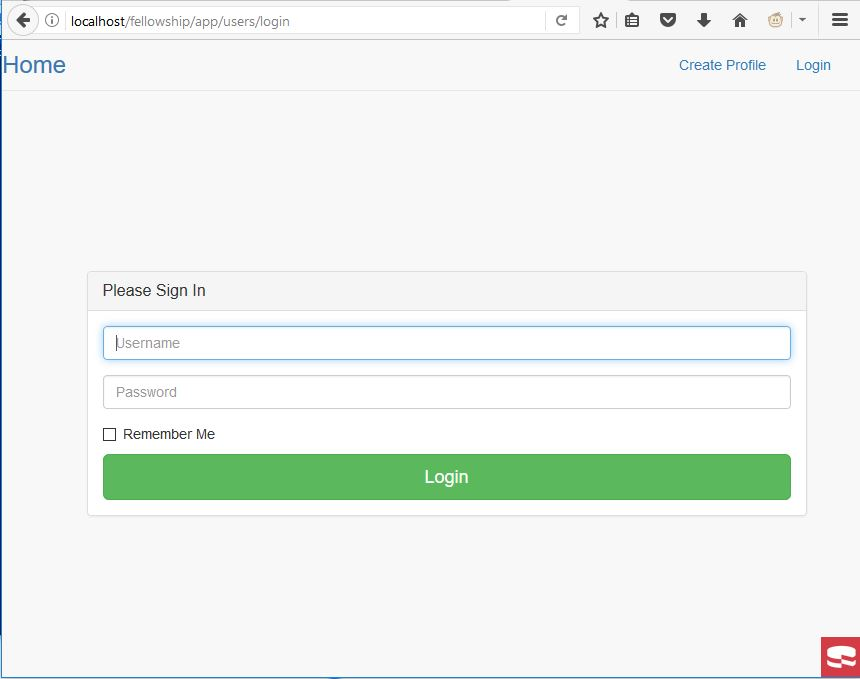 localhost/fellowship/app/users/login
Home
Create Profile
Login
Please Sign In
Username
Password
Remember Me
Login